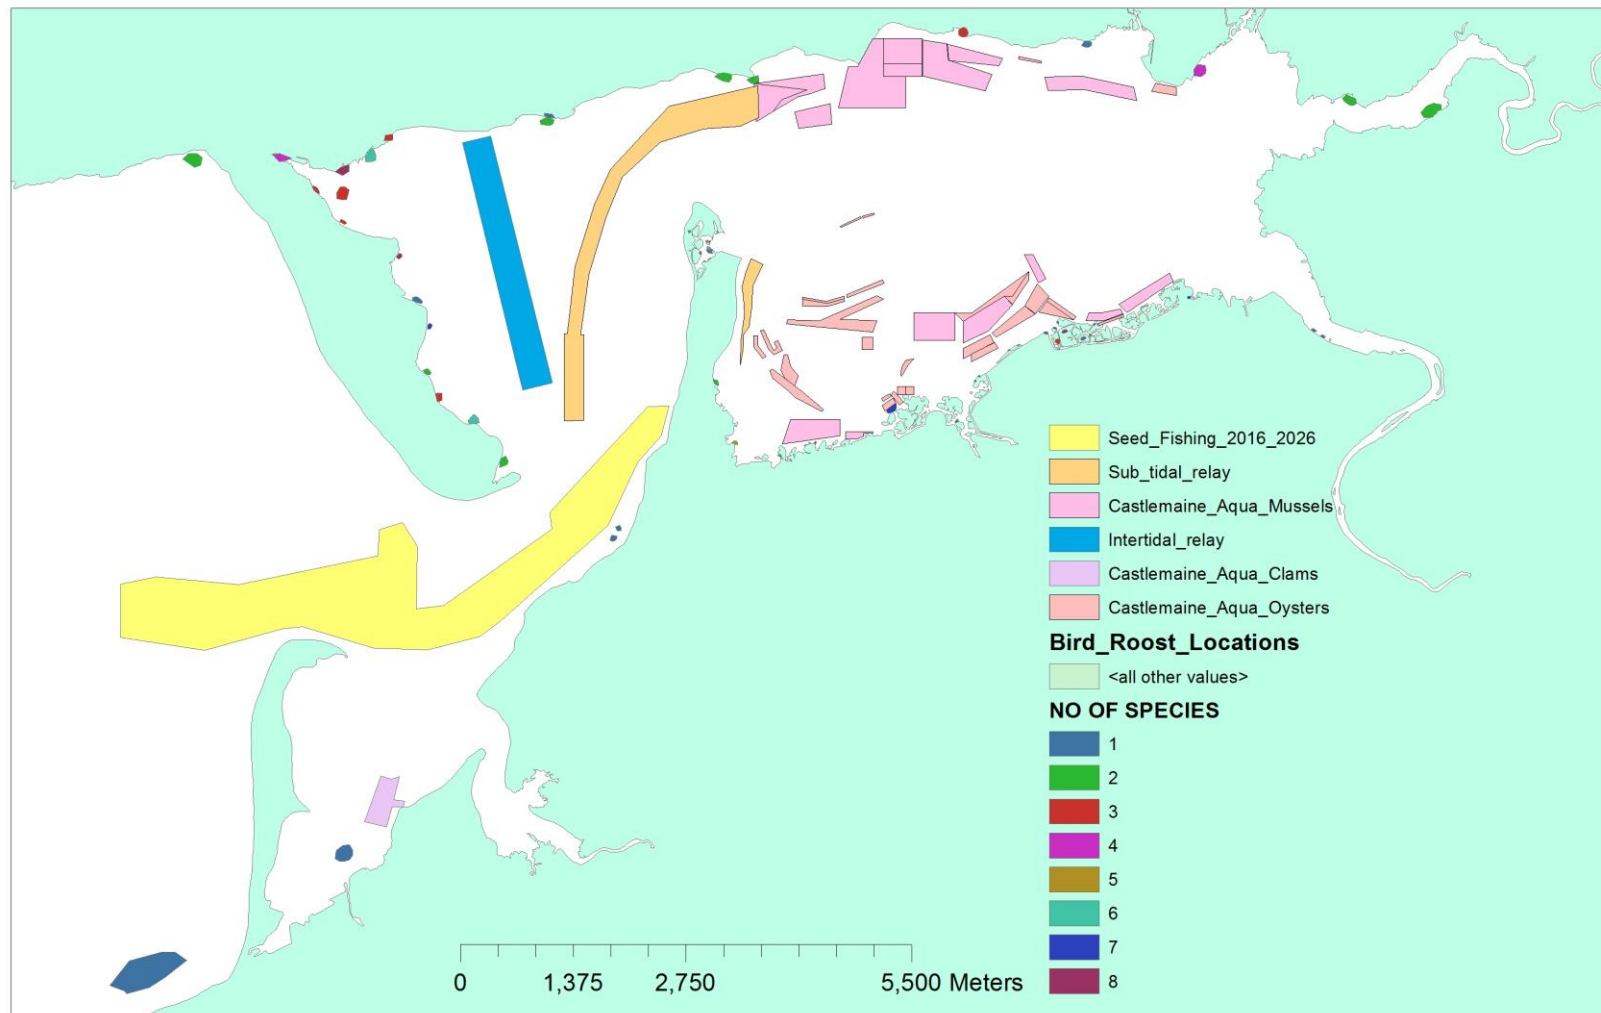 Seed_Fishing_2016_2026
Sub_tidal_relay
Castlemaine_Aqua_Mussels
Intertidal_relay
Castlemaine_Aqua_Clams
Castlemaine_Aqua_Oysters
Bird_Roost_Locations
<all other values>
NO OF SPECIES
1
2
3
4
5
6
7
8
0 1,375 2,750 5,500 Meters